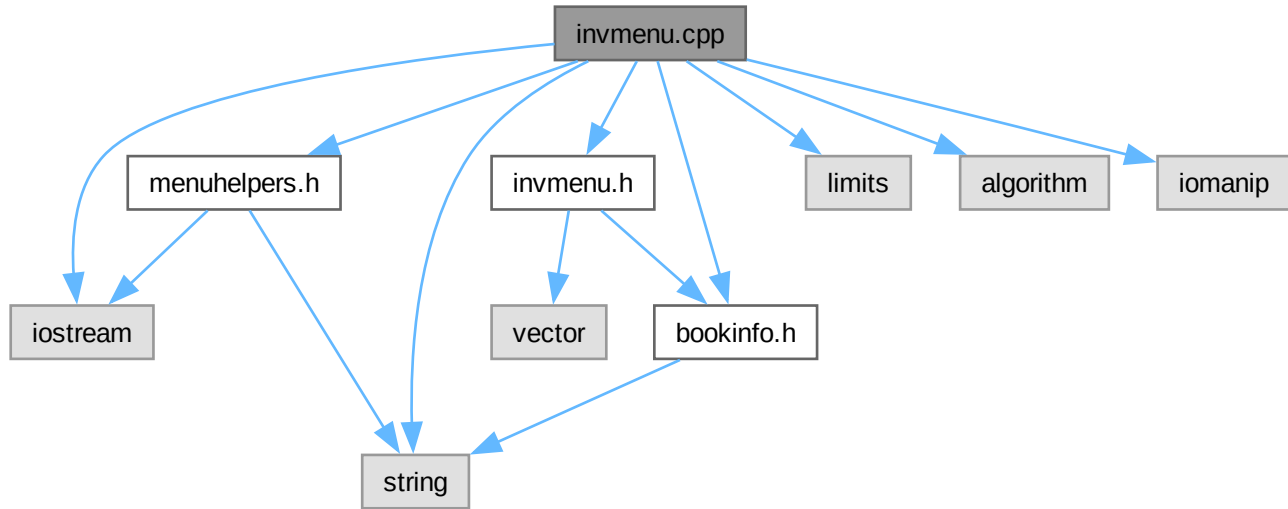 invmenu.cpp
menuhelpers.h
invmenu.h
limits
algorithm
iomanip
iostream
vector
bookinfo.h
string